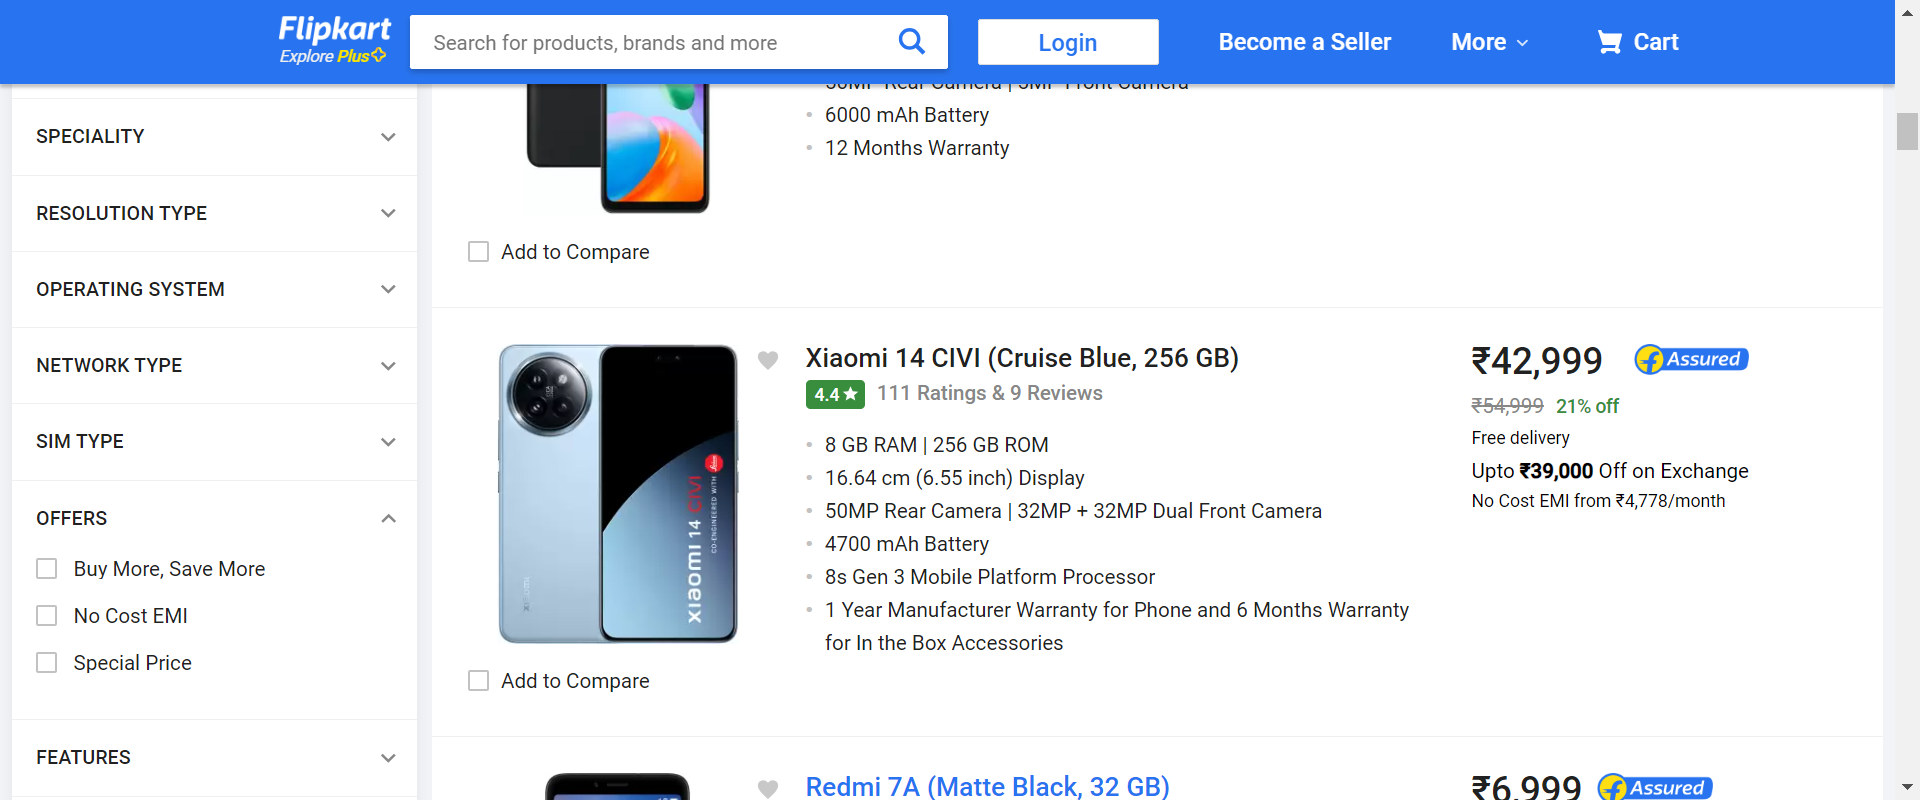 Flipkart
Explore Plus
Search for products, brands and more
Login
Become a Seller
More
Cart
SPECIALITY
RESOLUTION TYPE
OPERATING SYSTEM
NETWORK TYPE
SIM TYPE
OFFERS
Buy More, Save More
No Cost EMI
Special Price
FEATURES
6000 mAh Battery
12 Months Warranty
Add to Compare
xiaomi 14 CIVI
CO-ENGINEERED WITH
Add to Compare
Xiaomi 14 CIVI (Cruise Blue, 256 GB)
4.4
111 Ratings & 9 Reviews
8 GB RAM | 256 GB ROM
16.64 cm (6.55 inch) Display
50MP Rear Camera | 32MP + 32MP Dual Front Camera
4700 mAh Battery
8s Gen 3 Mobile Platform Processor
1 Year Manufacturer Warranty for Phone and 6 Months Warranty
for In the Box Accessories
₹42,999
Assured
₹54,999 21% off
Free delivery
Upto ₹39,000 Off on Exchange
No Cost EMI from ₹4,778/month
Redmi 7A (Matte Black, 32 GB)
₹6,999
Assured